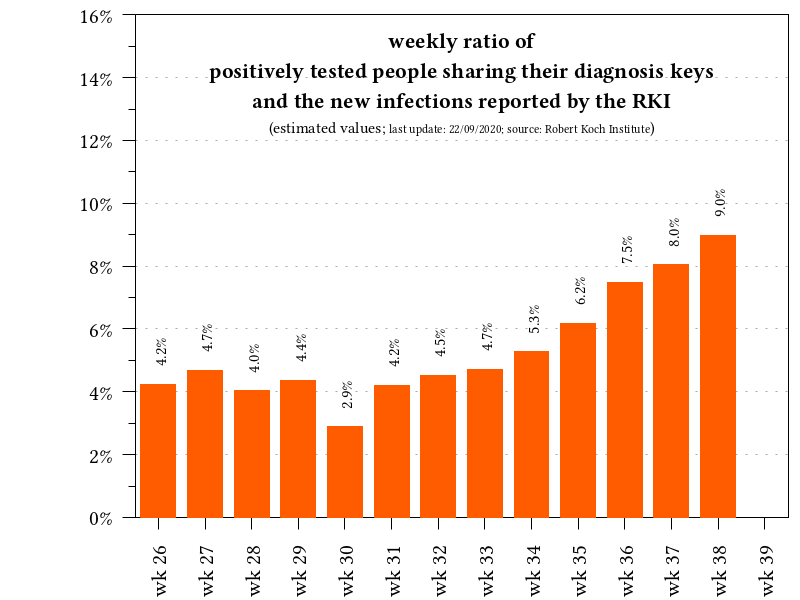 weekly ratio of
positively tested people sharing their diagnosis keys
and the new infections reported by the RKI
(estimated values; last update: 22/09/2020; source: Robert Koch Institute)
16%
14%
12%
10%
8%
6%
4%
2%
0%
4.2%
4.7%
4.0%
4.4%
2.9%
4.2%
4.5%
4.7%
5.3%
6.2%
7.5%
8.0%
9.0%
wk 26
wk 27
wk 28
wk 29
wk 30
wk 31
wk 32
wk 33
wk 34
wk 35
wk 36
wk 37
wk 38
wk 39